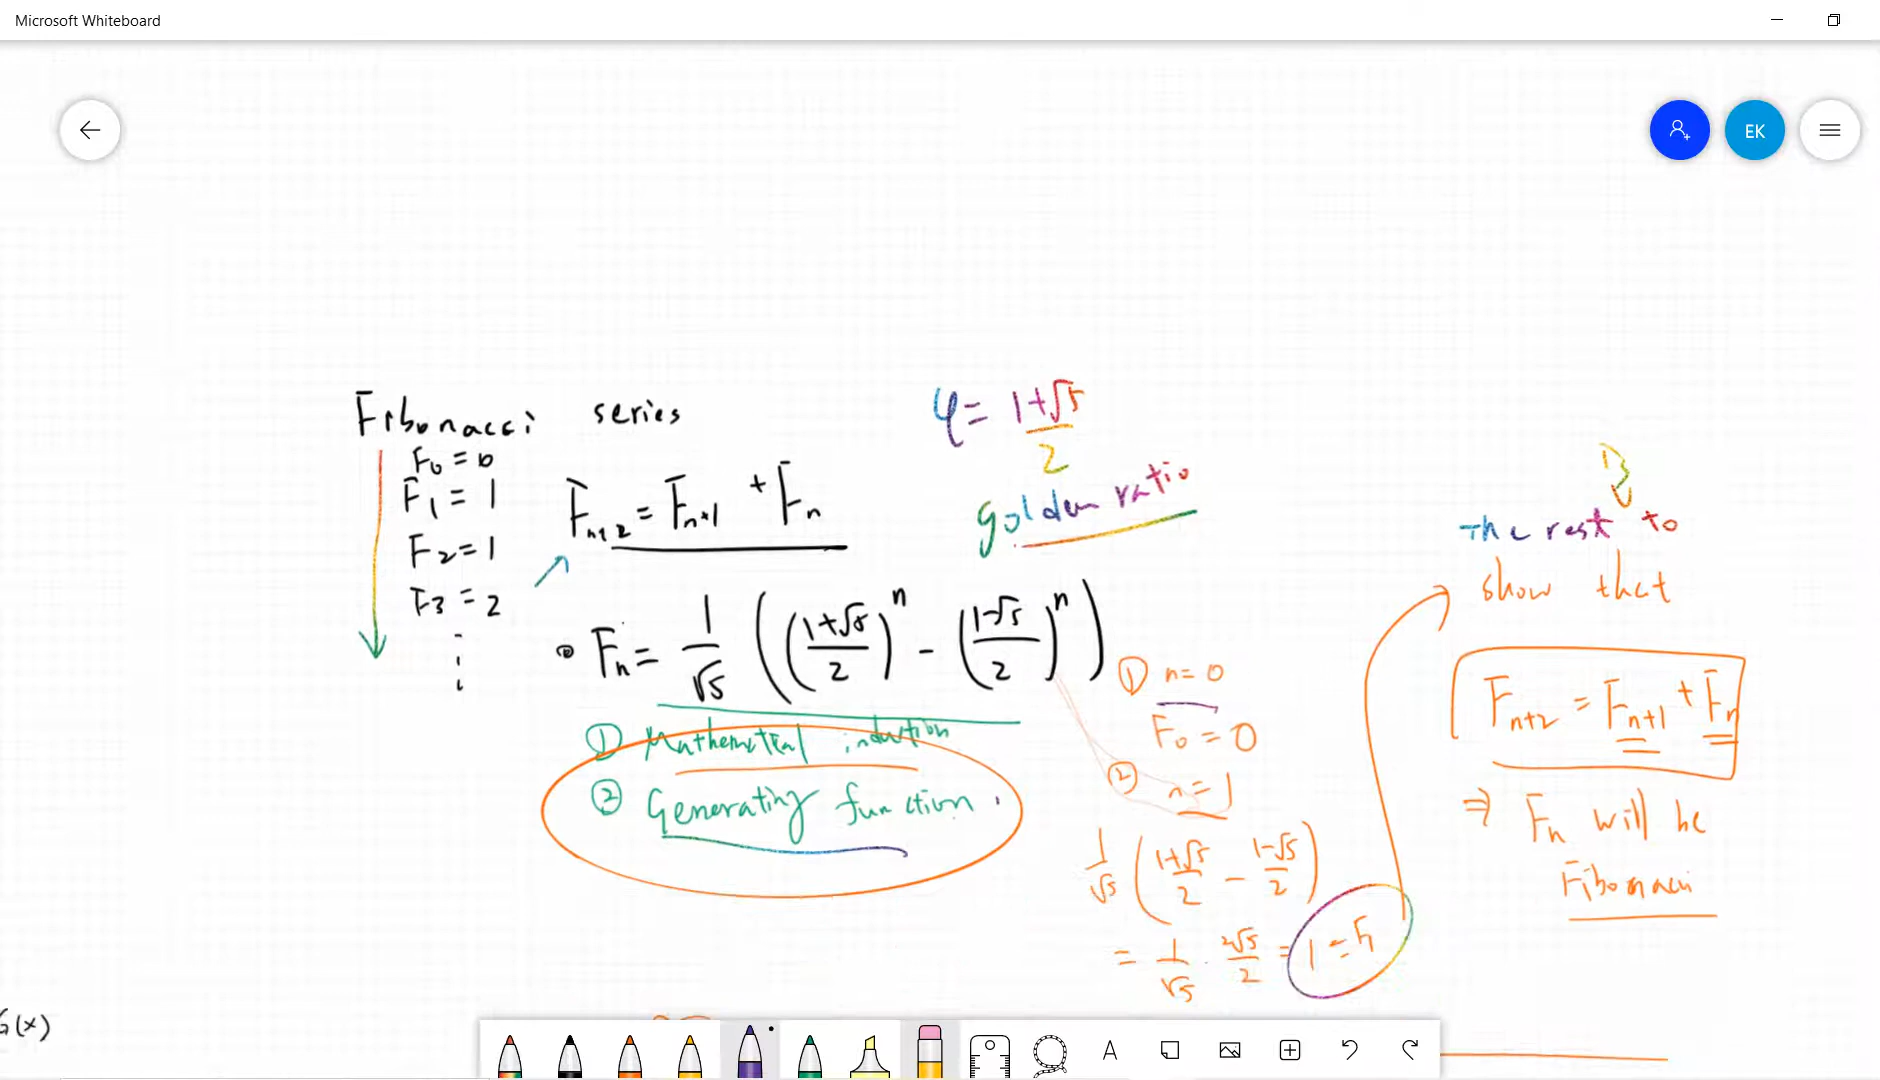 Microsoft Whiteboard
EK
Fibonacci series
F₀ = 0
F₁ = 1
F₂ = 1
F₃ = 2
⋮
Fₙ₊₂ = Fₙ₊₁ + Fₙ
φ = (1+√5)/2
golden ratio
• Fₙ = 1/√5 (((1+√5)/2)ⁿ - ((1-√5)/2)ⁿ)
① Mathematical induction
② Generating function
① n = 0
F₀ = 0
② n = 1
1/√5 ((1+√5)/2 - (1-√5)/2)
= 1/√5 · 2√5/2 = 1 = F₁
the rest to
show that
Fₙ₊₂ = Fₙ₊₁ + Fₙ
⇒ Fₙ will be
Fibonacci
G(x)
A